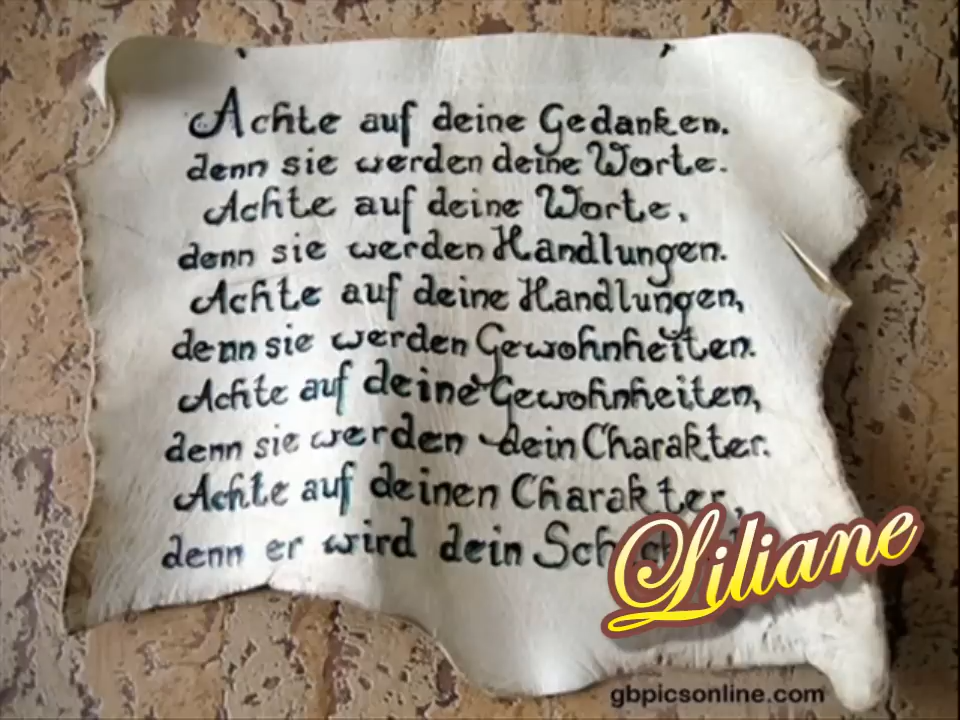 Achte auf deine Gedanken.
denn sie werden deine Worte.
Achte auf deine Worte,
denn sie werden Handlungen.
Achte auf deine Handlungen,
denn sie werden Gewohnheiten.
Achte auf deine Gewohnheiten,
denn sie werden dein Charakter.
Achte auf deinen Charakter,
denn er wird dein
Liliane
gbpicsonline.com